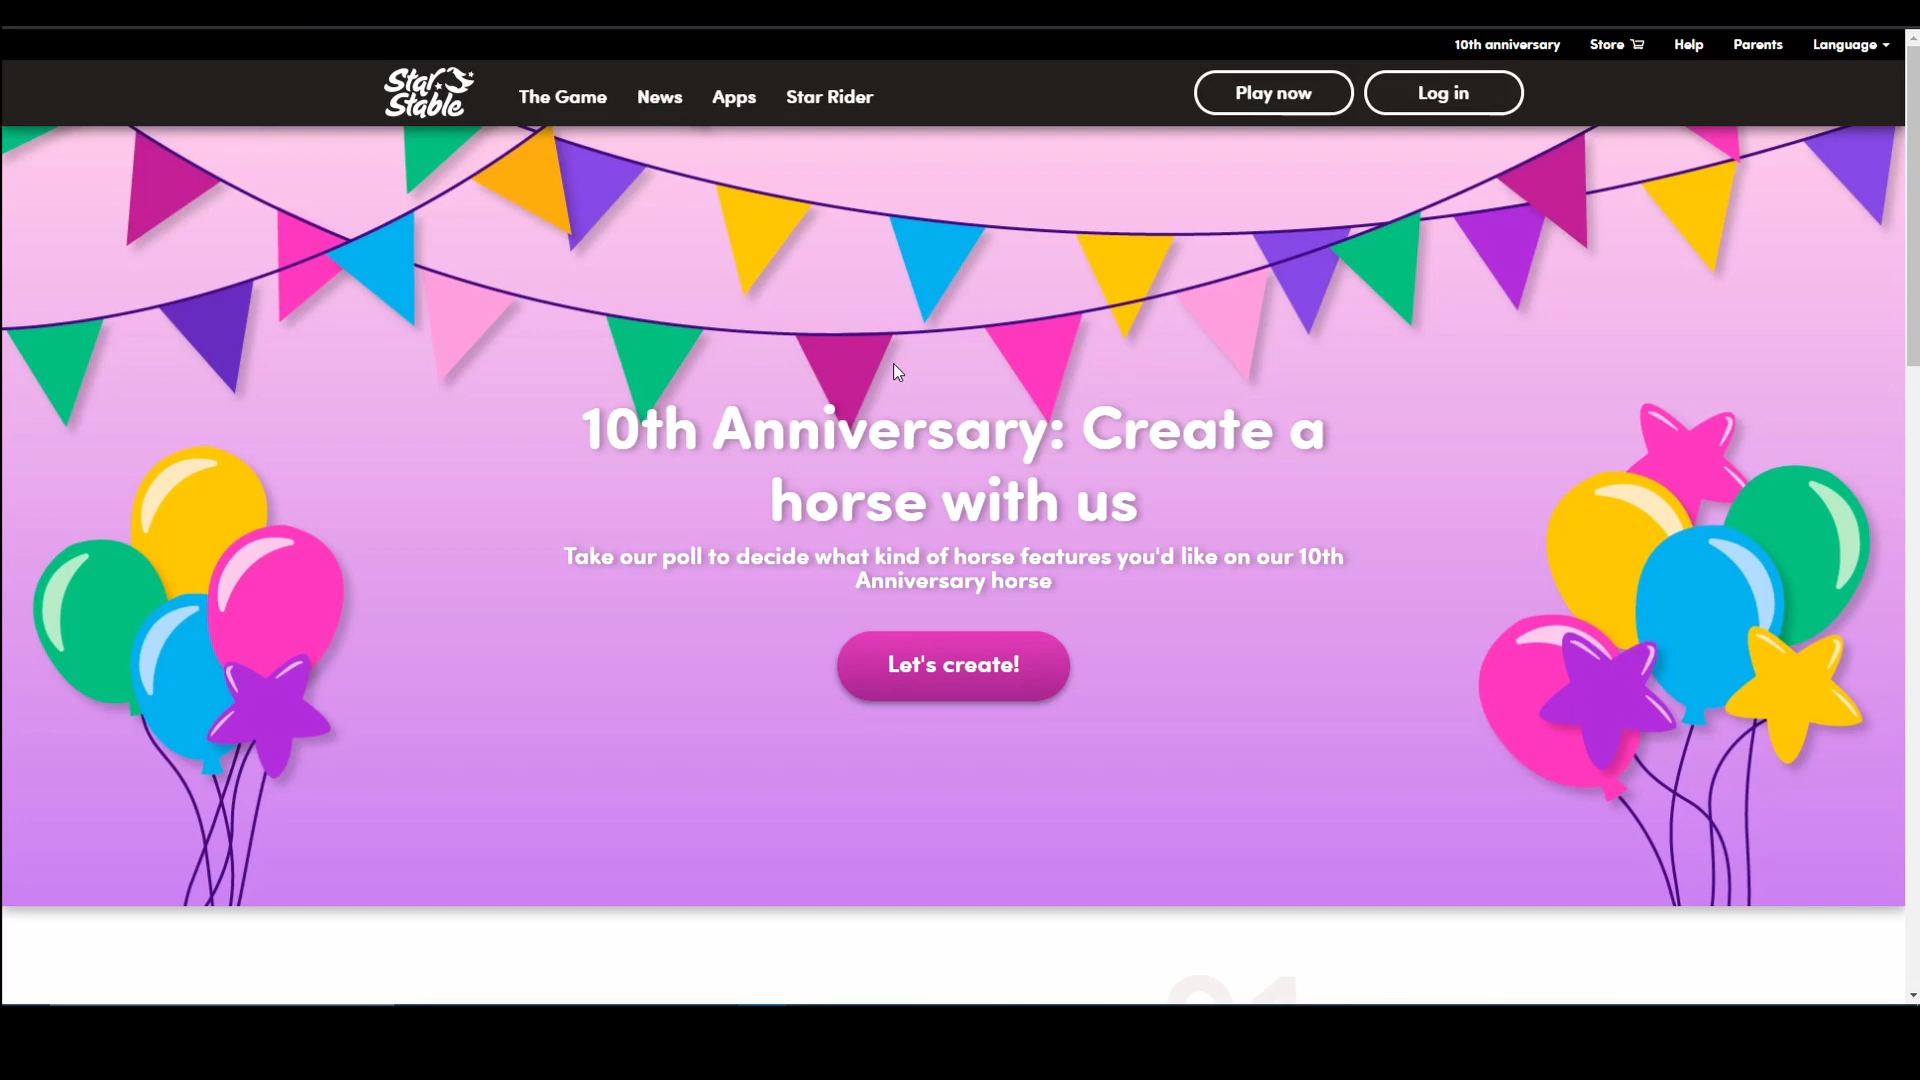 10th anniversary Store Help Parents Language
Star Stable
The Game News Apps Star Rider Play now Log in
10th Anniversary: Create a
horse with us
Take our poll to decide what kind of horse features you'd like on our 10th
Anniversary horse
Let's create!
01